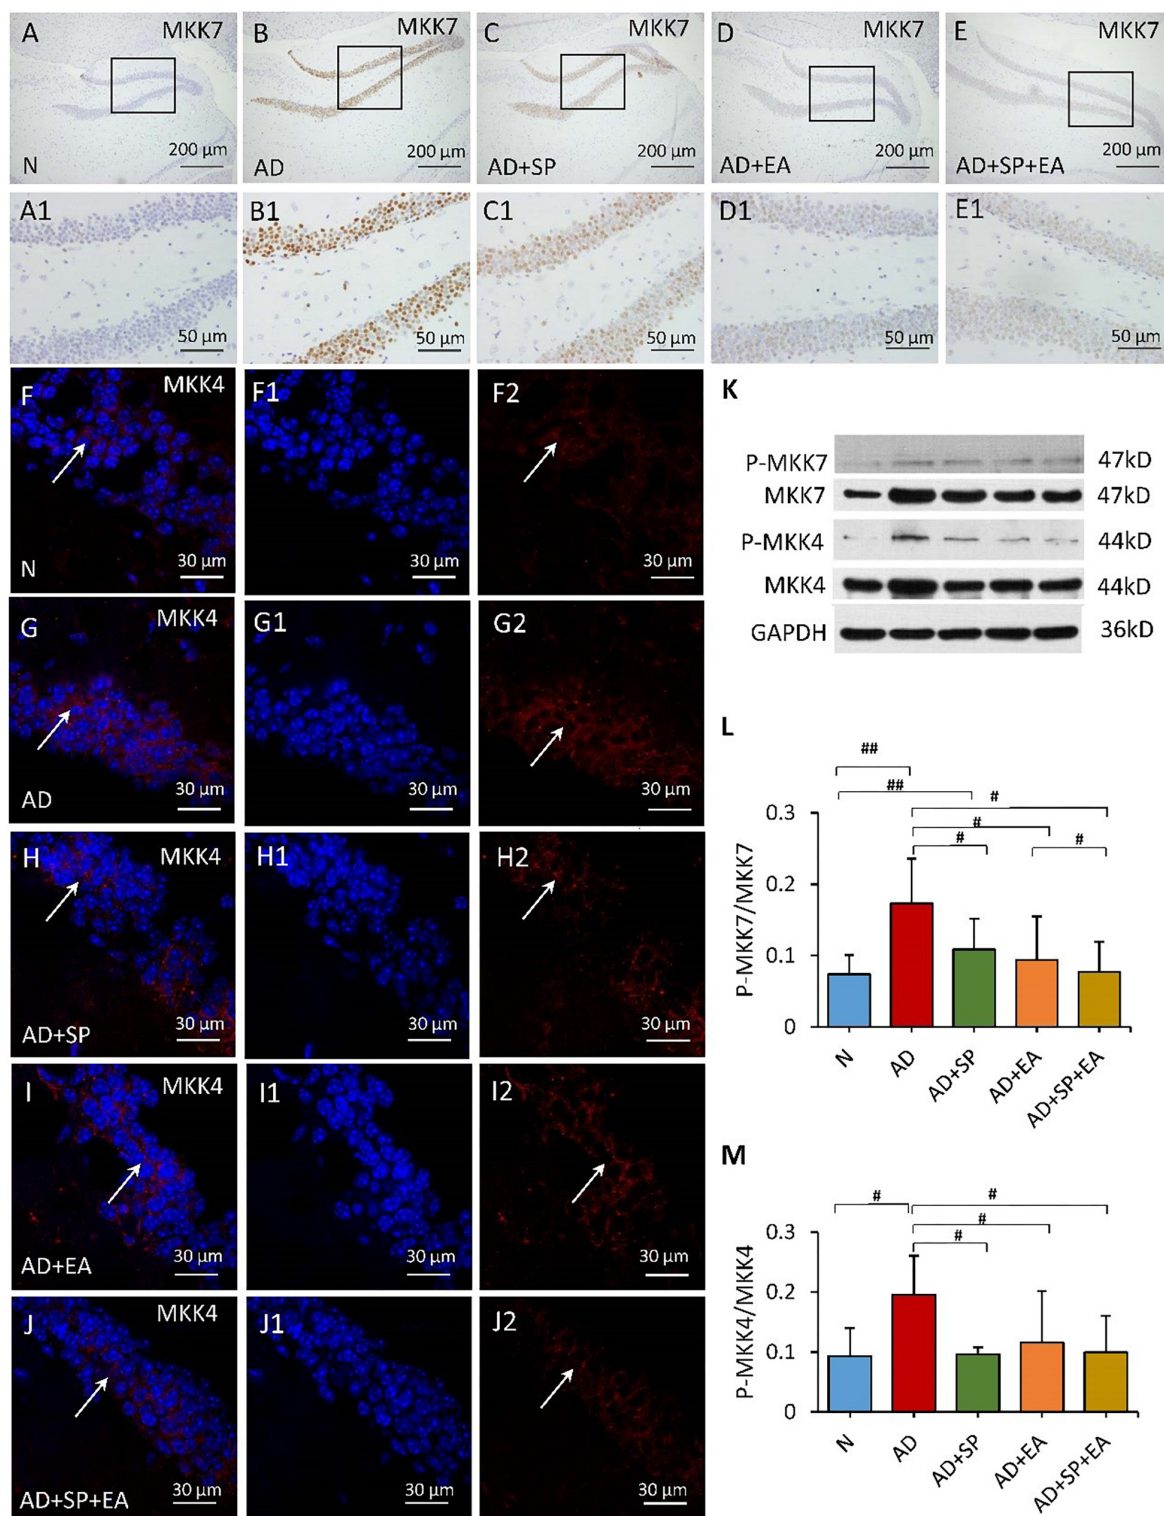 A MKK7 B MKK7 C MKK7 D MKK7 E MKK7
200 µm 200 µm 200 µm 200 µm 200 µm
N AD AD+SP AD+EA AD+SP+EA
A1 B1 C1 D1 E1
50 µm 50 µm 50 µm 50 µm 50 µm
F MKK4 F1 F2
30 µm 30 µm 30 µm
N
G MKK4 G1 G2
30 µm 30 µm 30 µm
AD
H MKK4 H1 H2
30 µm 30 µm 30 µm
AD+SP
I MKK4 I1 I2
30 µm 30 µm 30 µm
AD+EA
J MKK4 J1 J2
30 µm 30 µm 30 µm
AD+SP+EA
K
P-MKK7 47kD
MKK7 47kD
P-MKK4 44kD
MKK4 44kD
GAPDH 36kD
L
##
##
#
#
#
#
0.3
0.2
0.1
0
P-MKK7/MKK7
N AD AD+SP AD+EA AD+SP+EA
M
#
#
#
#
0.3
0.2
0.1
0
P-MKK4/MKK4
N AD AD+SP AD+EA AD+SP+EA